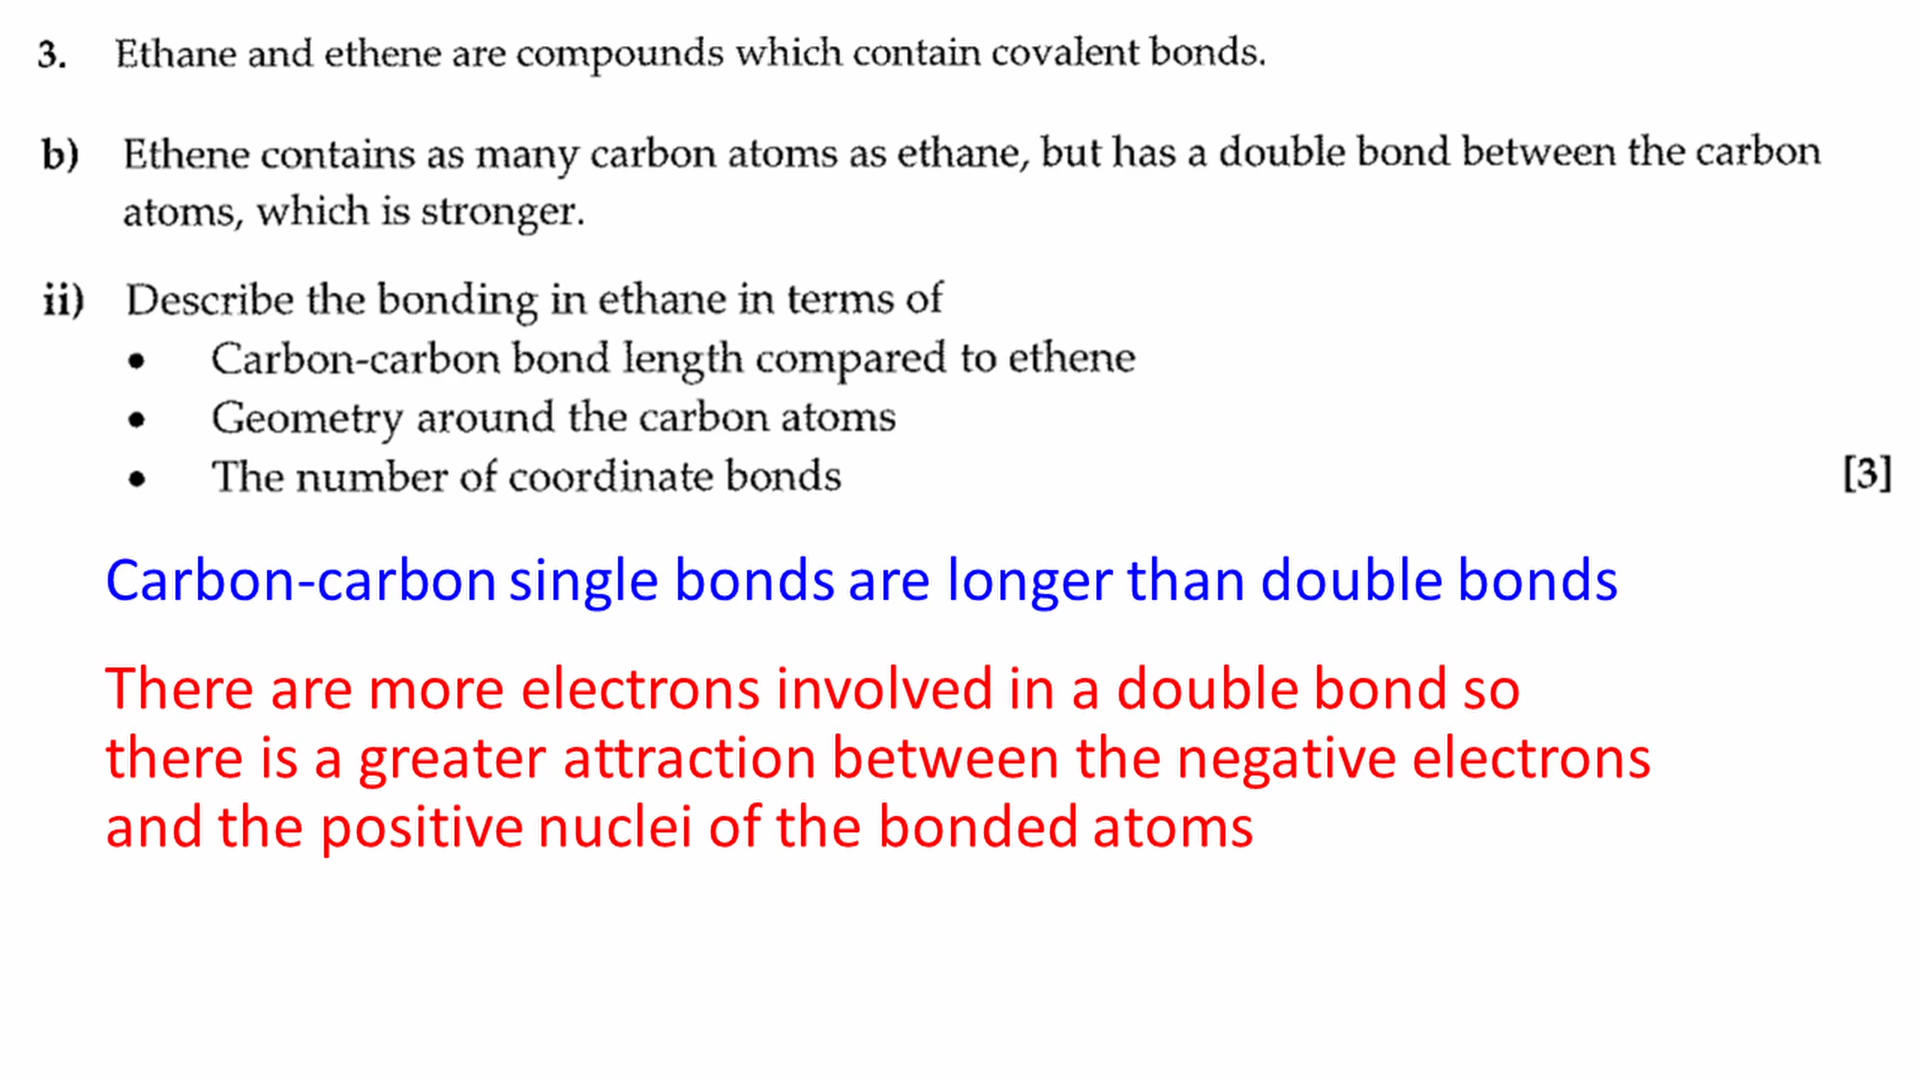 3. Ethane and ethene are compounds which contain covalent bonds.
b) Ethene contains as many carbon atoms as ethane, but has a double bond between the carbon
atoms, which is stronger.
ii) Describe the bonding in ethane in terms of
• Carbon-carbon bond length compared to ethene
• Geometry around the carbon atoms
• The number of coordinate bonds [3]
Carbon-carbon single bonds are longer than double bonds
There are more electrons involved in a double bond so
there is a greater attraction between the negative electrons
and the positive nuclei of the bonded atoms